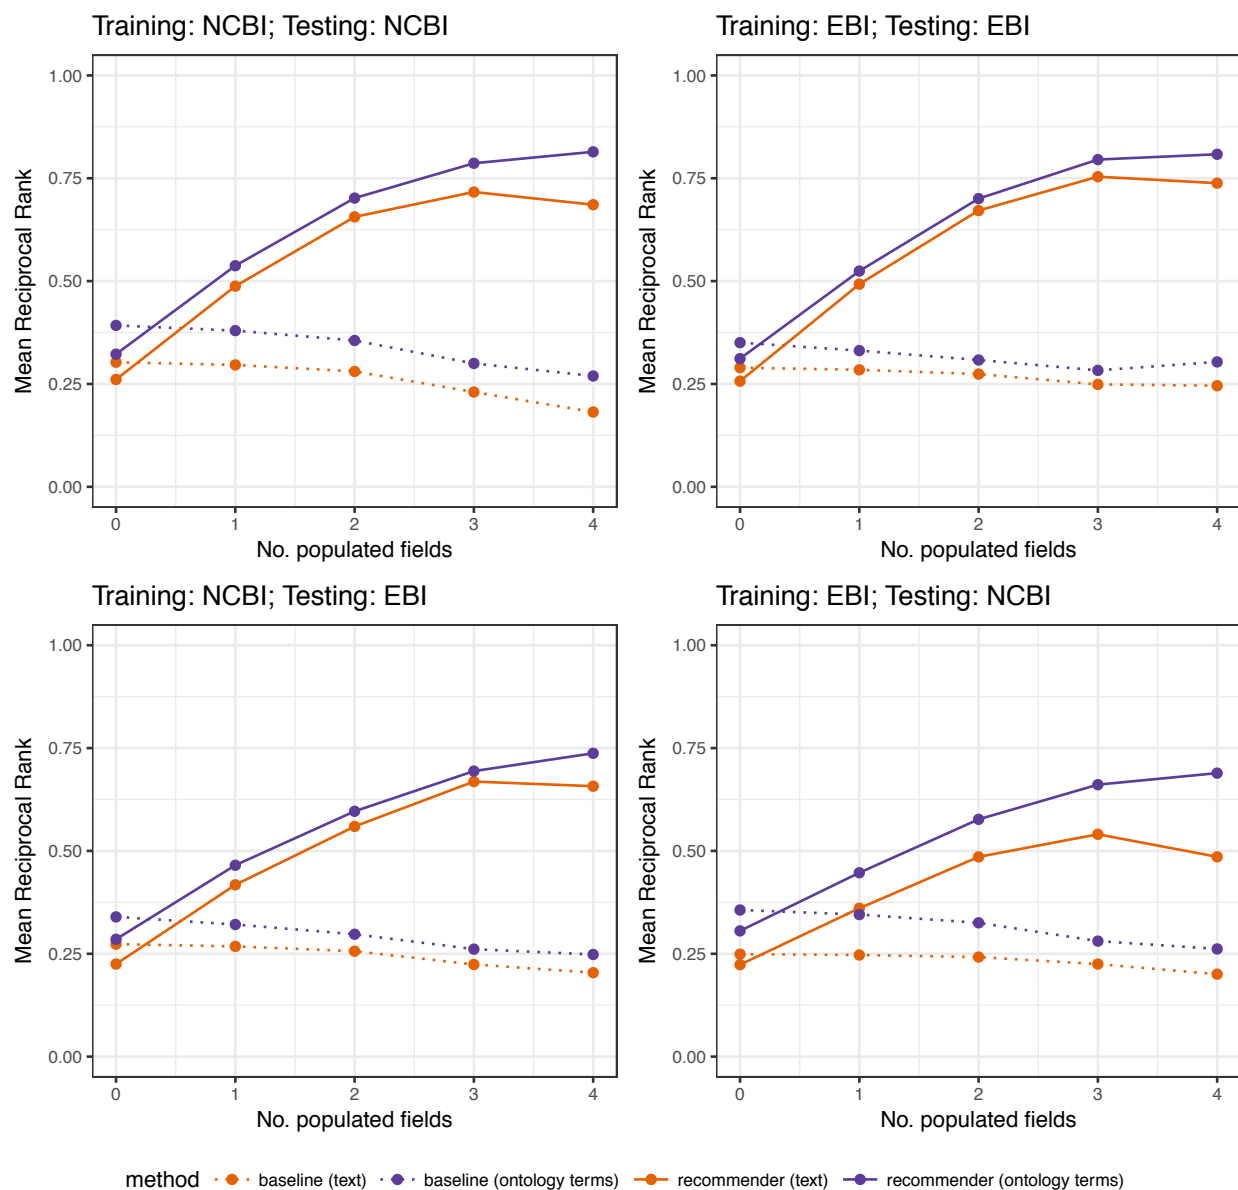 Training: NCBI; Testing: NCBI
1.00
0.75
0.50
0.25
0.00
Mean Reciprocal Rank
0 1 2 3 4
No. populated fields
Training: EBI; Testing: EBI
1.00
0.75
0.50
0.25
0.00
Mean Reciprocal Rank
0 1 2 3 4
No. populated fields
Training: NCBI; Testing: EBI
1.00
0.75
0.50
0.25
0.00
Mean Reciprocal Rank
0 1 2 3 4
No. populated fields
Training: EBI; Testing: NCBI
1.00
0.75
0.50
0.25
0.00
Mean Reciprocal Rank
0 1 2 3 4
No. populated fields
method baseline (text) baseline (ontology terms) recommender (text) recommender (ontology terms)